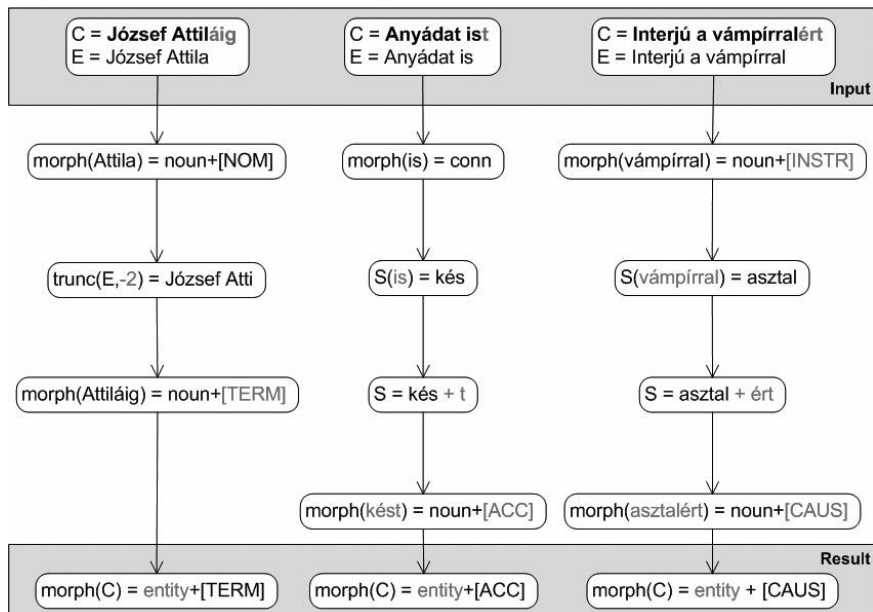 C = József Attiláig
E = József Attila
C = Anyádat ist
E = Anyádat is
C = Interjú a vámpírralért
E = Interjú a vámpírral
Input
morph(Attila) = noun+[NOM]
morph(is) = conn
morph(vámpírral) = noun+[INSTR]
trunc(E,-2) = József Atti
S(is) = kés
S(vámpírral) = asztal
morph(Attiláig) = noun+[TERM]
S = kés + t
S = asztal + ért
morph(kést) = noun+[ACC]
morph(asztalért) = noun+[CAUS]
Result
morph(C) = entity+[TERM]
morph(C) = entity+[ACC]
morph(C) = entity + [CAUS]